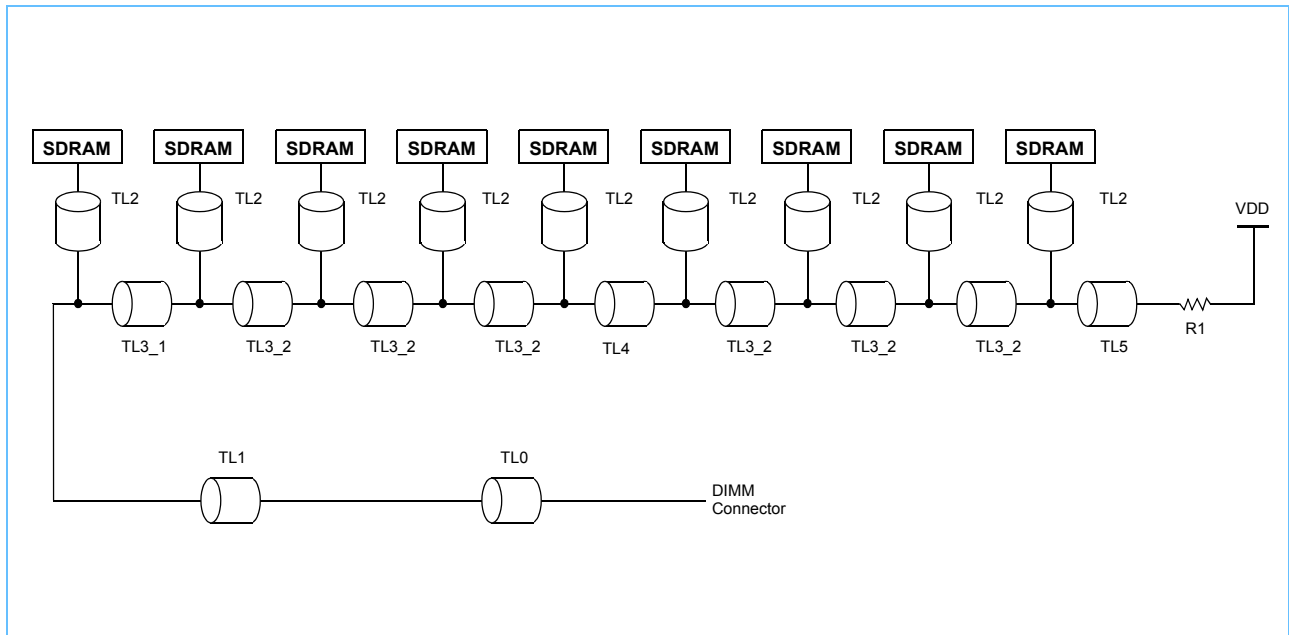 SDRAM SDRAM SDRAM SDRAM SDRAM SDRAM SDRAM SDRAM SDRAM
TL2 TL2 TL2 TL2 TL2 TL2 TL2 TL2 TL2
VDD
R1
TL3_1 TL3_2 TL3_2 TL3_2 TL4 TL3_2 TL3_2 TL3_2 TL5
TL1 TL0
DIMM
Connector